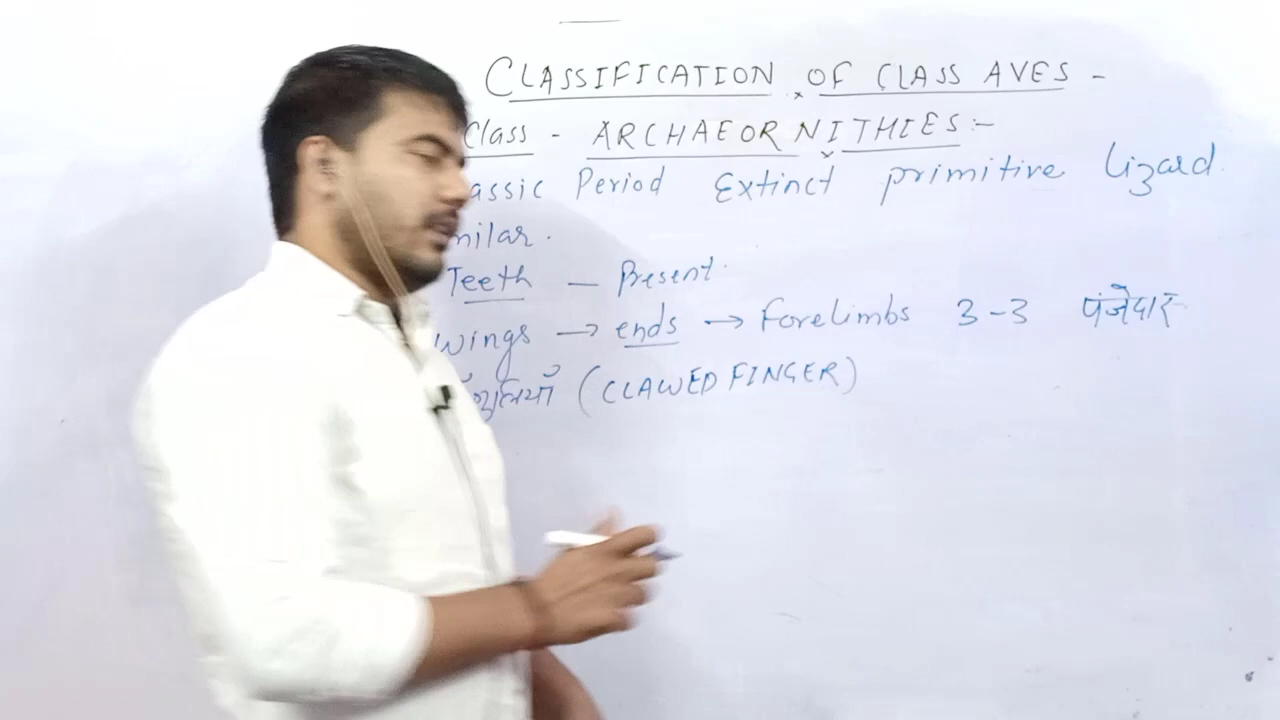 CLASSIFICATION OF CLASS AVES -
Class - ARCHAEORNITHIES :-
assic Period Extinct primitive lizard
milar.
Teeth — Present.
wings → ends → Forelimbs 3-3 पंजेदार
(CLAWED FINGER)